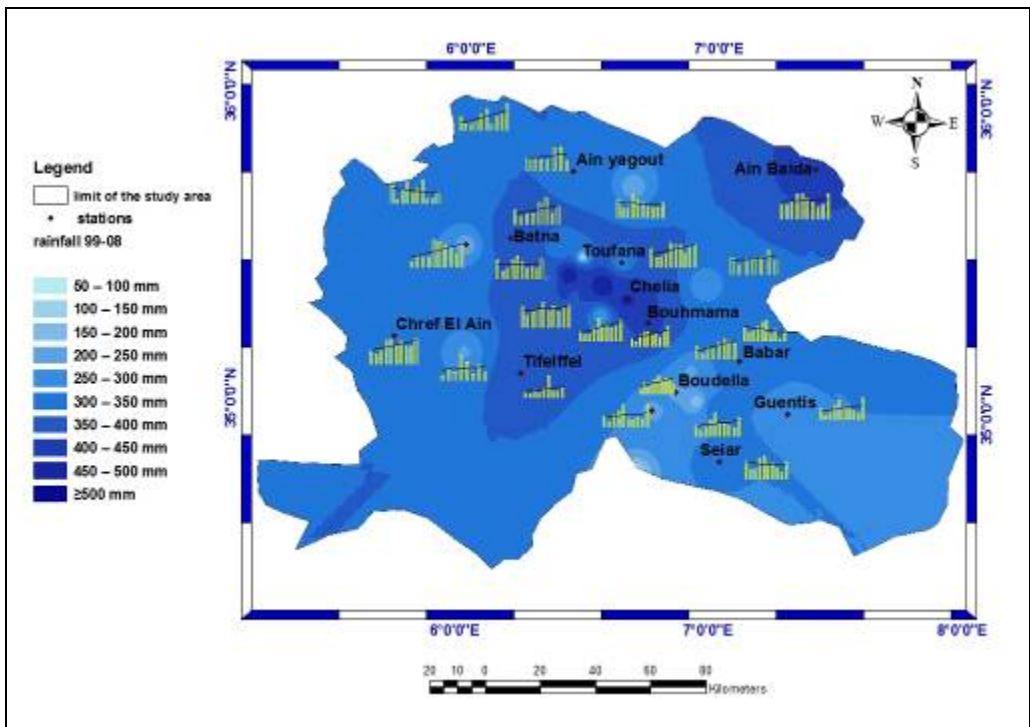 6°0'0"E 7°0'0"E
36°0'0"N
36°0'0"N
N
W E
S
Legend
limit of the study area
stations
rainfall 99-08
50 – 100 mm
100 – 150 mm
150 – 200 mm
200 – 250 mm
250 – 300 mm
300 – 350 mm
350 – 400 mm
400 – 450 mm
450 – 500 mm
≥500 mm
Ain yagout
Ain Baida
Batna
Toufana
Chelia
Bouhmama
Chref El Ain
Babar
Tifelffel
Boudella
Guentis
Seiar
35°0'0"N
35°0'0"N
6°0'0"E 7°0'0"E 8°0'0"E
20 10 0 20 40 60 80
Kilometers